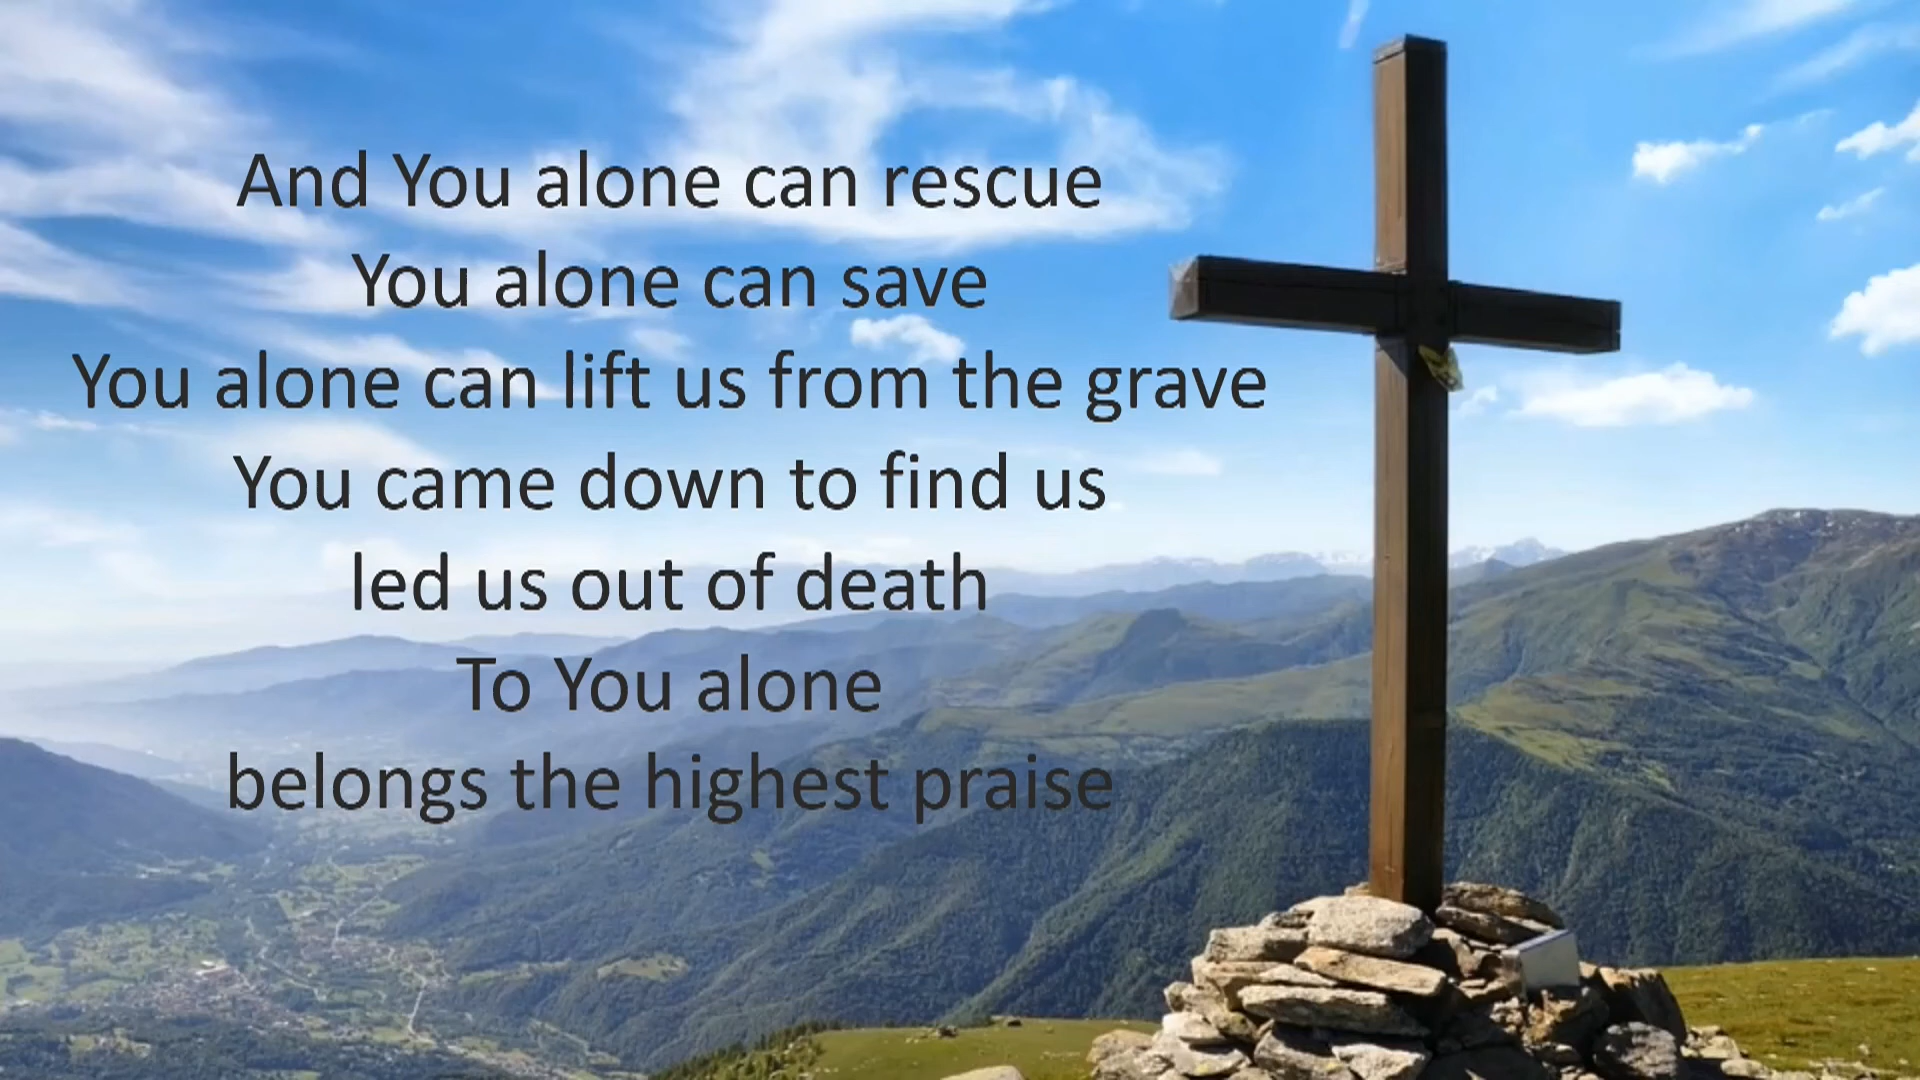 And You alone can rescue
You alone can save
You alone can lift us from the grave
You came down to find us
led us out of death
To You alone
belongs the highest praise